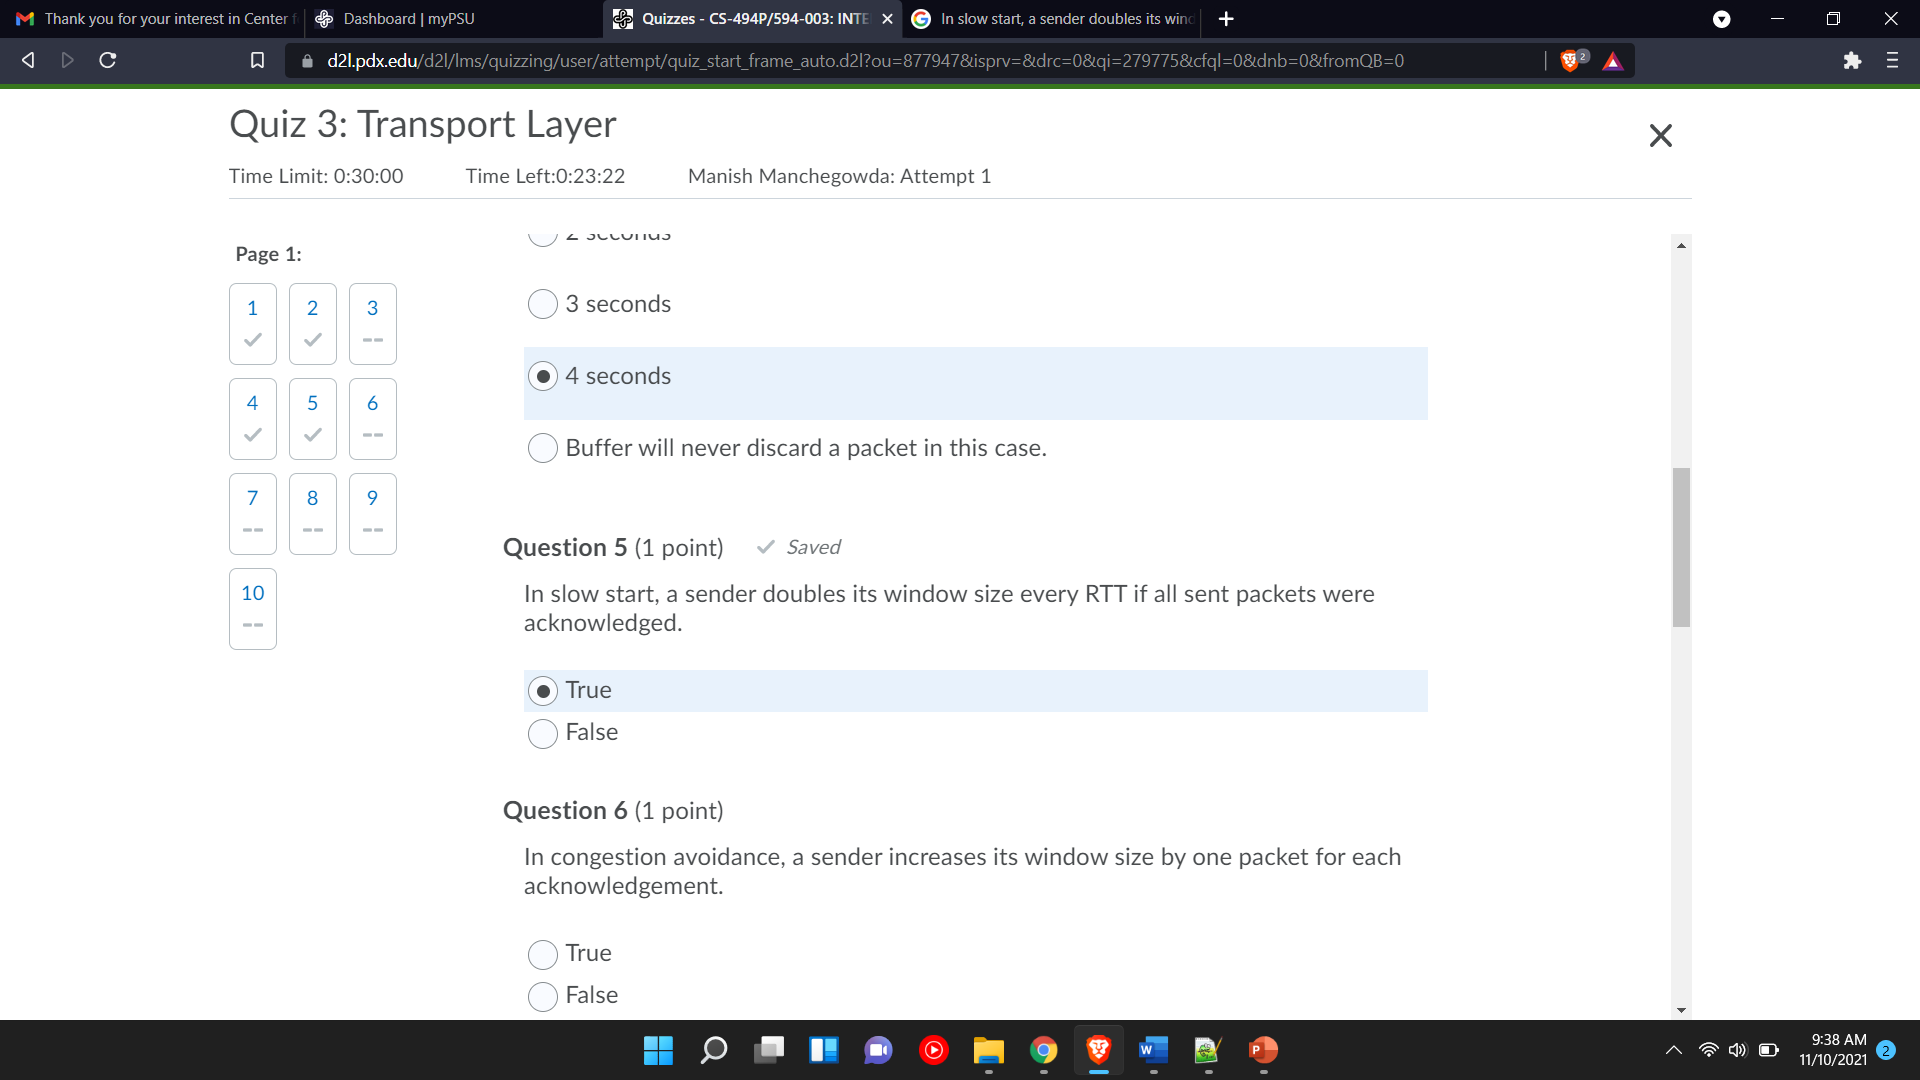 Thank you for your interest in Center f
Dashboard | myPSU
Quizzes - CS-494P/594-003: INTE
In slow start, a sender doubles its wind
d2l.pdx.edu/d2l/lms/quizzing/user/attempt/quiz_start_frame_auto.d2l?ou=877947&isprv=&drc=0&qi=279775&cfql=0&dnb=0&fromQB=0
2
Quiz 3: Transport Layer
Time Limit: 0:30:00 Time Left:0:23:22 Manish Manchegowda: Attempt 1
Page 1:
1 2 3
-- 
4 5 6
--
7 8 9
-- -- --
10
--
2 seconds
3 seconds
4 seconds
Buffer will never discard a packet in this case.
Question 5 (1 point) Saved
In slow start, a sender doubles its window size every RTT if all sent packets were
acknowledged.
True
False
Question 6 (1 point)
In congestion avoidance, a sender increases its window size by one packet for each
acknowledgement.
True
False
W
P
9:38 AM
11/10/2021
2